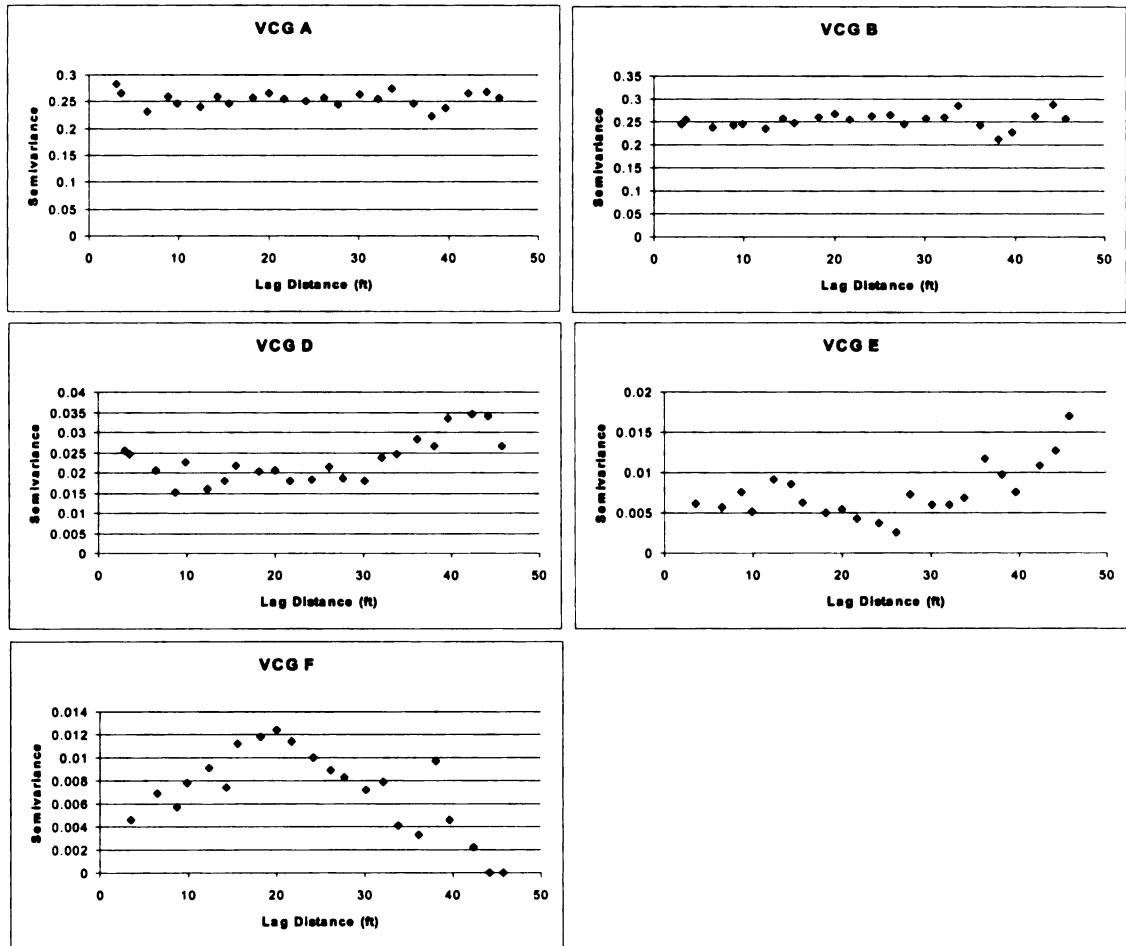 VCG A
Semivariance
0.3
0.25
0.2
0.15
0.1
0.05
0
0 10 20 30 40 50
Lag Distance (ft)
VCG B
Semivariance
0.35
0.3
0.25
0.2
0.15
0.1
0.05
0
0 10 20 30 40 50
Lag Distance (ft)
VCG D
Semivariance
0.04
0.035
0.03
0.025
0.02
0.015
0.01
0.005
0
0 10 20 30 40 50
Lag Distance (ft)
VCG E
Semivariance
0.02
0.015
0.01
0.005
0
0 10 20 30 40 50
Lag Distance (ft)
VCG F
Semivariance
0.014
0.012
0.01
0.008
0.006
0.004
0.002
0
0 10 20 30 40 50
Lag Distance (ft)